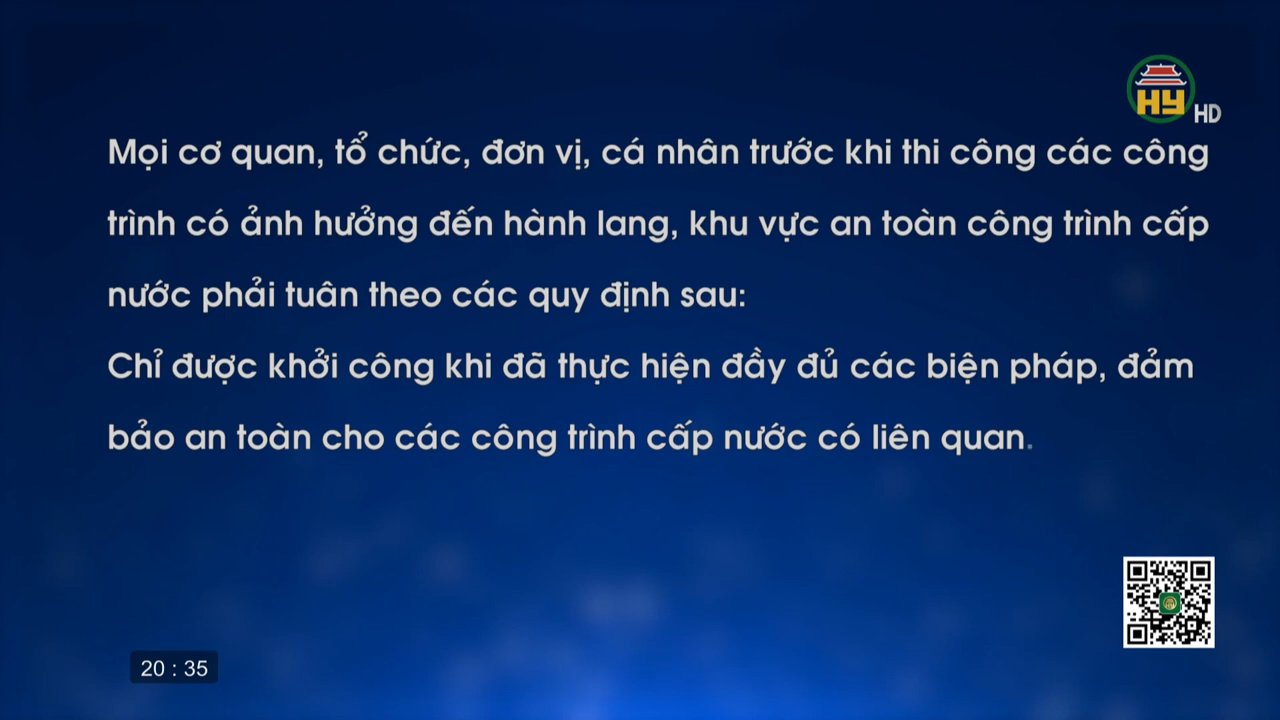 HY HD
Mọi cơ quan, tổ chức, đơn vị, cá nhân trước khi thi công các công
trình có ảnh hưởng đến hành lang, khu vực an toàn công trình cấp
nước phải tuân theo các quy định sau:
Chỉ được khởi công khi đã thực hiện đầy đủ các biện pháp, đảm
bảo an toàn cho các công trình cấp nước có liên quan.
20 : 35